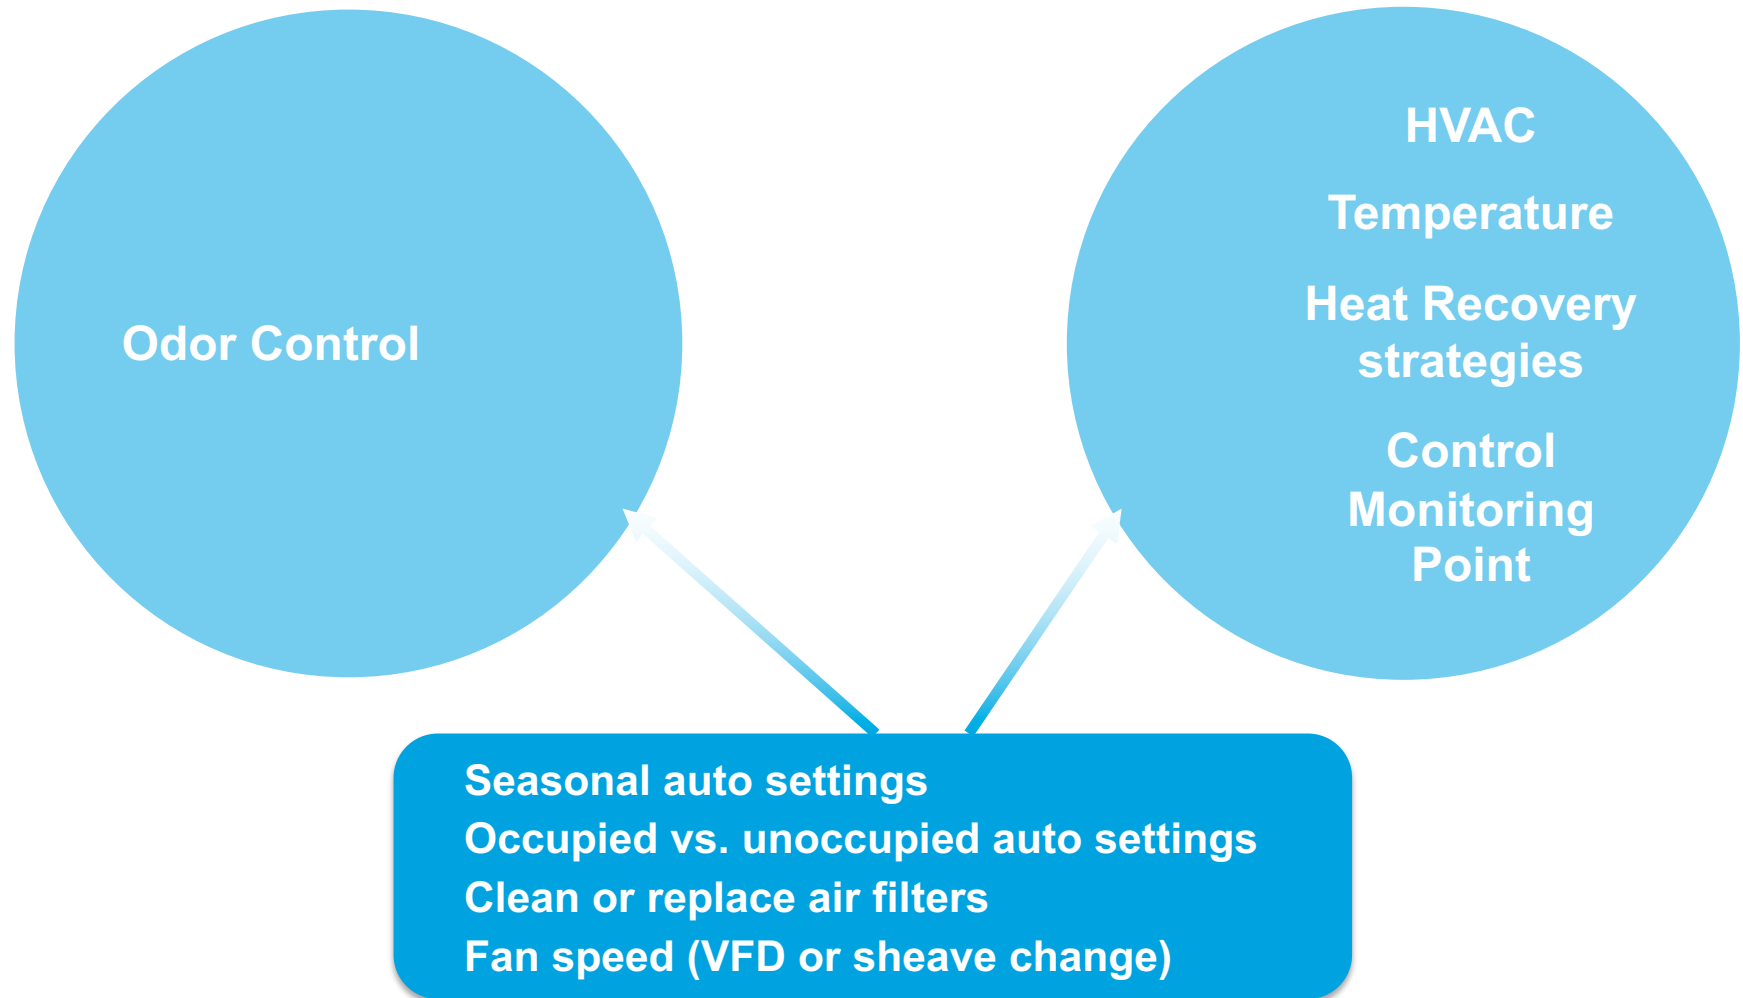 Odor Control
HVAC
Temperature
Heat Recovery
strategies
Control
Monitoring
Point
Seasonal auto settings
Occupied vs. unoccupied auto settings
Clean or replace air filters
Fan speed (VFD or sheave change)